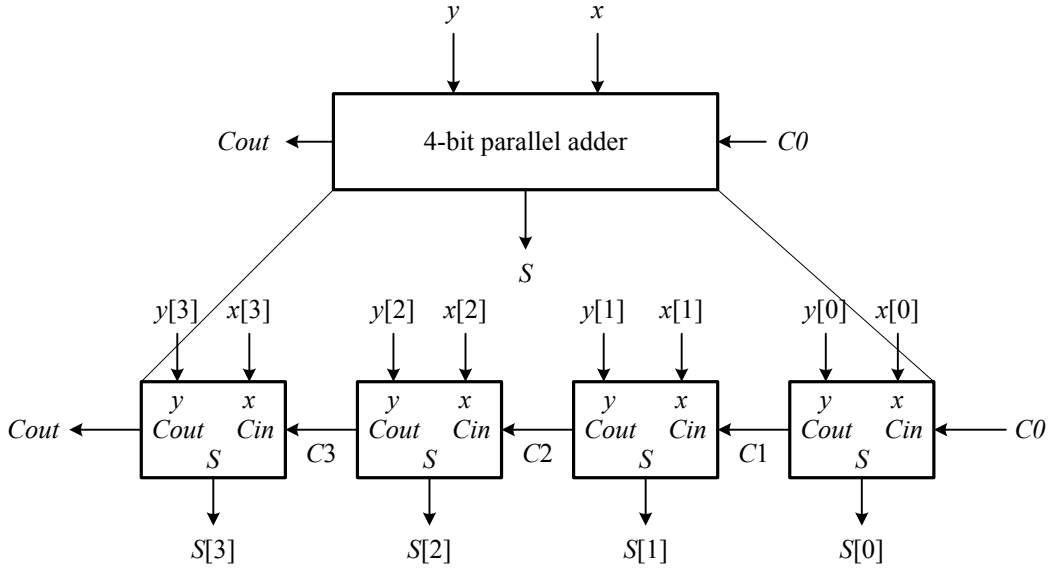 y x
Cout 4-bit parallel adder C0
S
y[3] x[3] y[2] x[2] y[1] x[1] y[0] x[0]
y x y x y x y x
Cout Cout Cin Cout Cin Cout Cin Cout Cin C0
C3 C2 C1
S S S S
S[3] S[2] S[1] S[0]